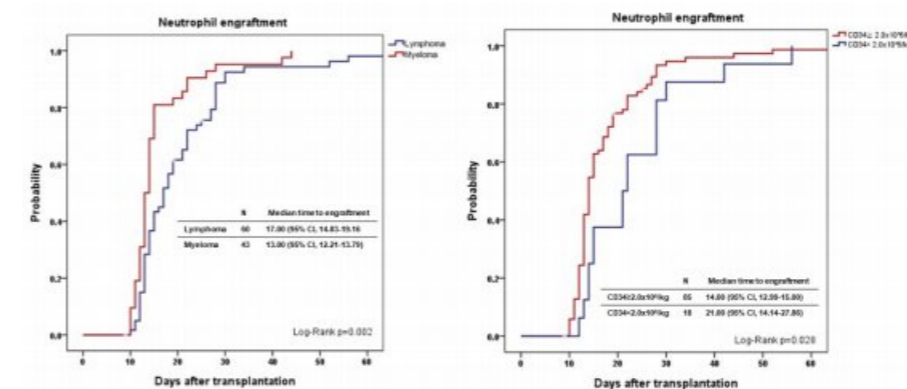 Neutrophil engraftment
Lymphoma
Myeloma
1.0
0.8
0.6
0.4
0.2
0.0
Probability
N Median time to engraftment
Lymphoma 60 17.00 (95% CI, 14.83-19.16
Myeloma 43 13.00 (95% CI, 12.21-13.79)
Log-Rank p=0.002
0 10 20 30 40 50 60
Days after transplantation
Neutrophil engraftment
1.0
0.8
0.6
0.4
0.2
0.0
Probability
N Median time to engraftment
85 14.00 (95% CI, 12.99-15.00)
18 21.00 (95% CI, 14.14-27.86)
Log-Rank p=0.028
0 10 20 30 40 50 60
Days after transplantation